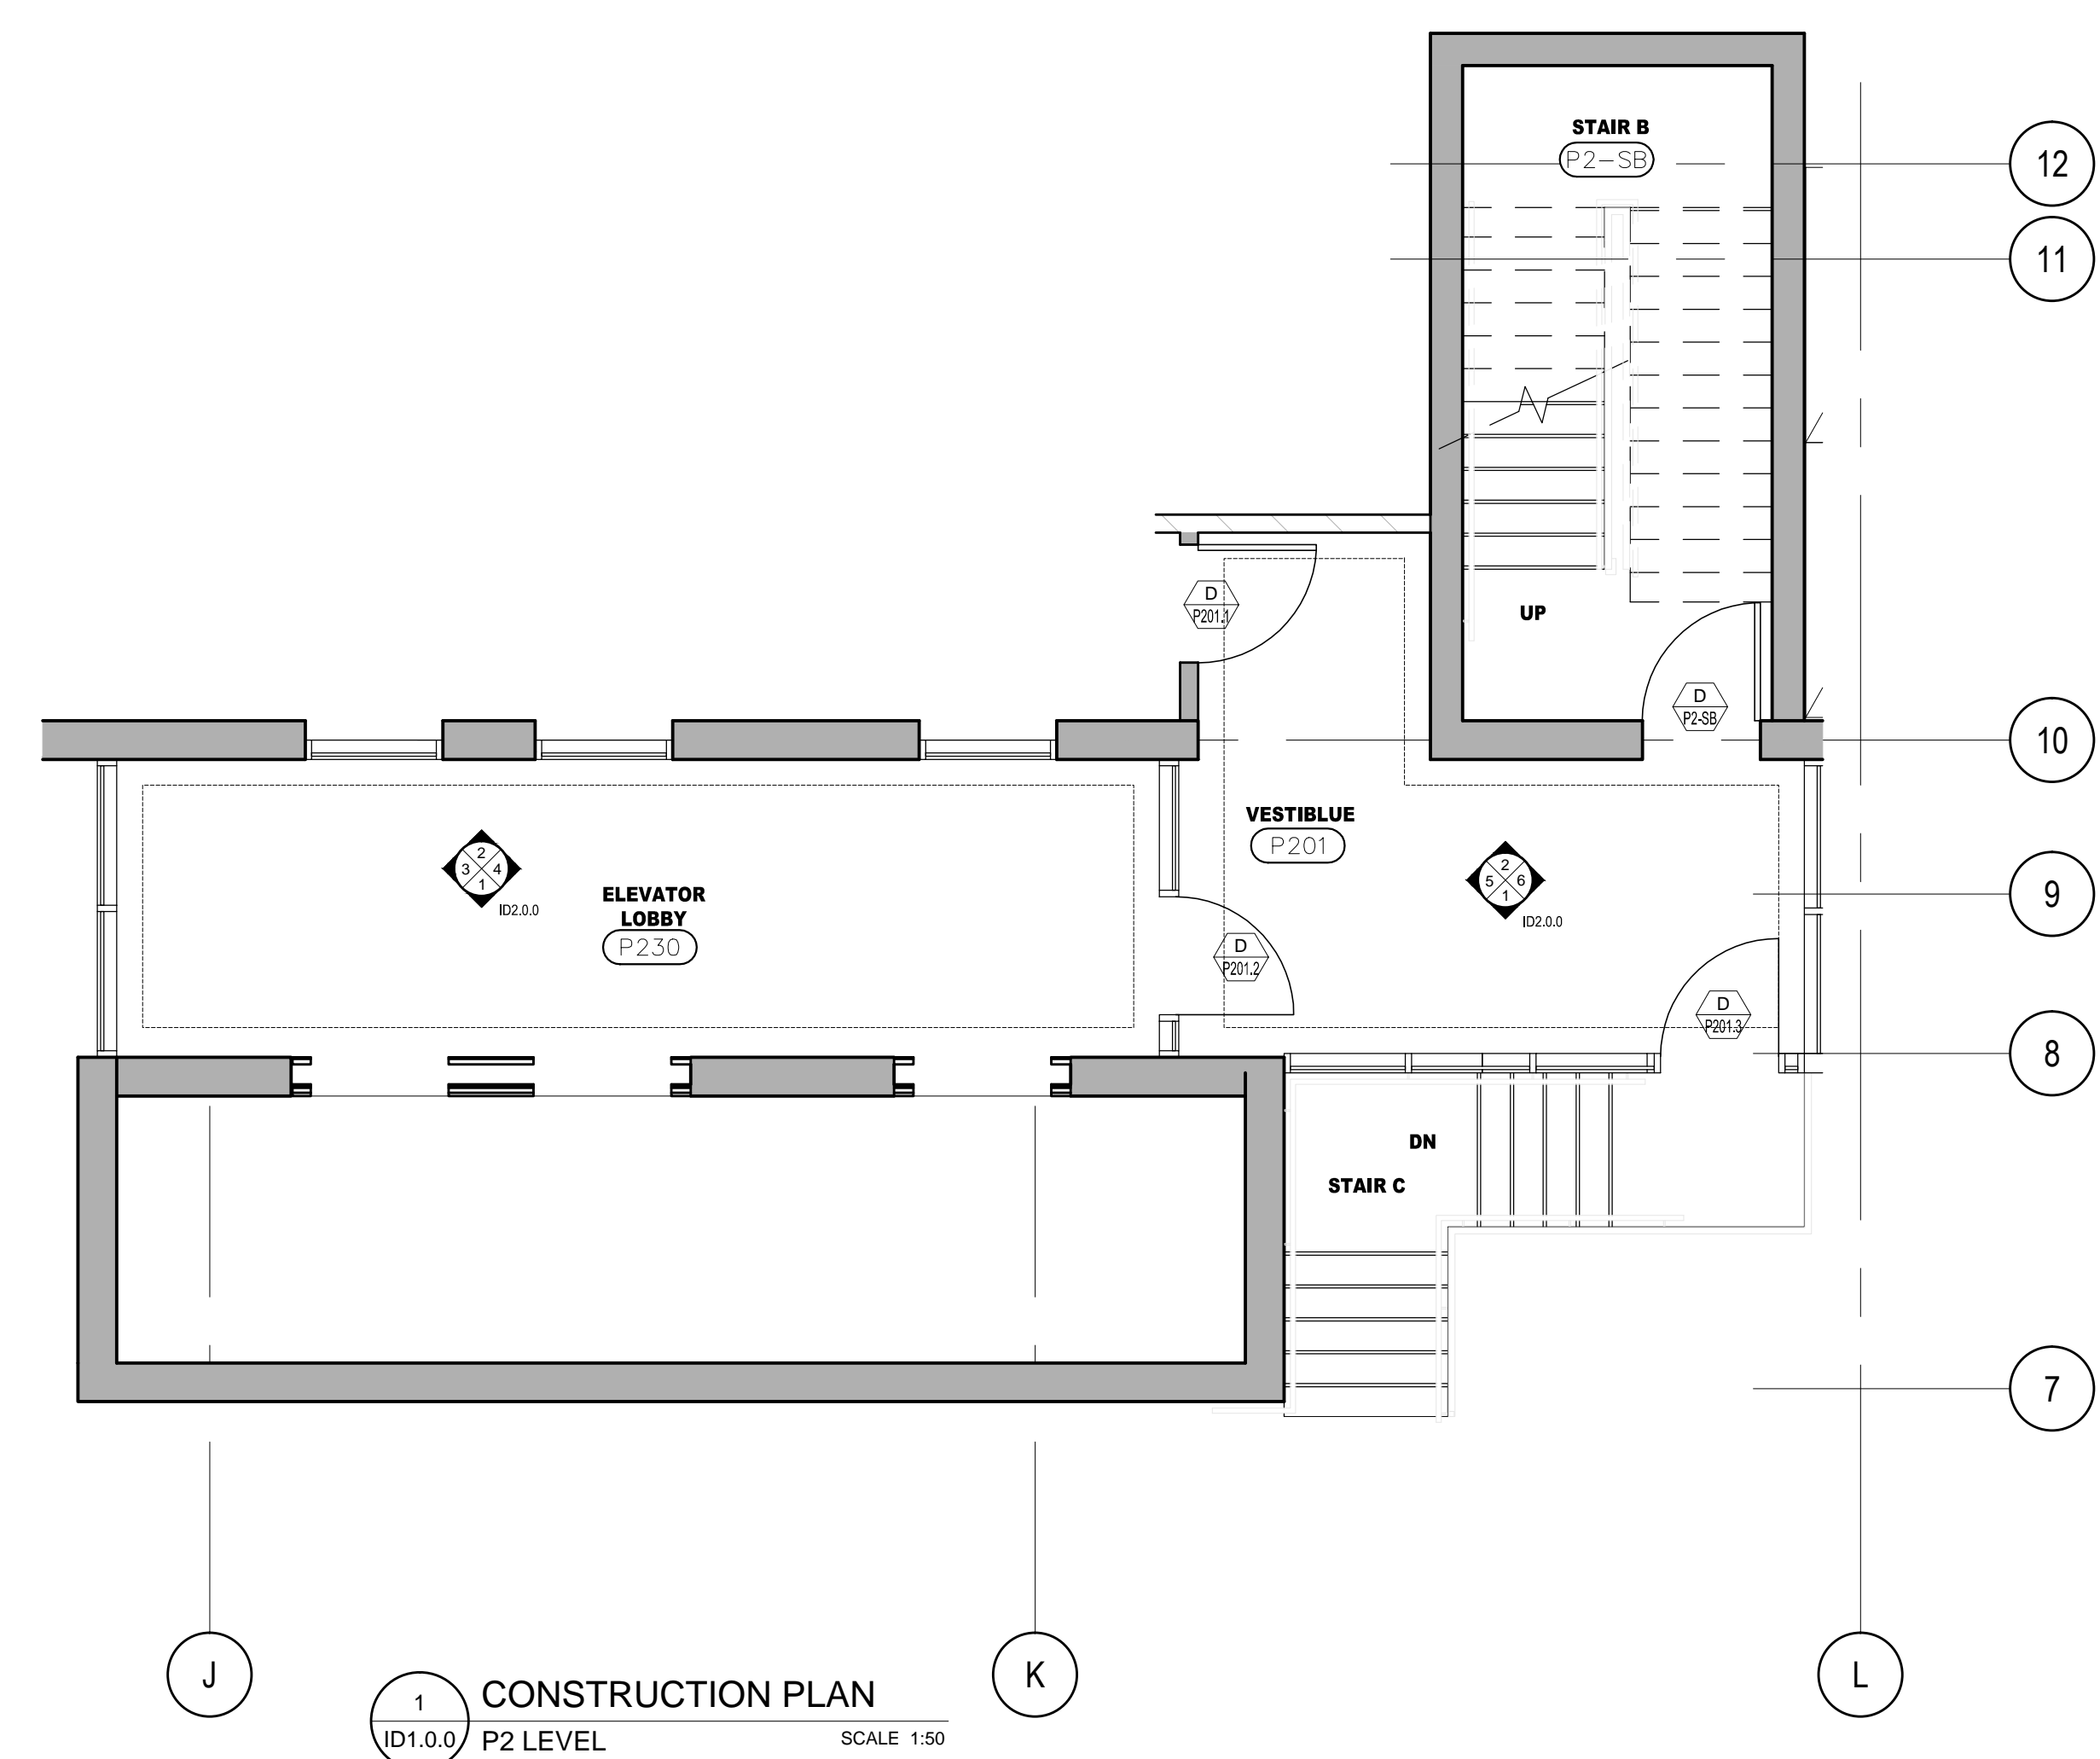 STAIR B
P2-SB
12
11
UP
D
P201.1
D
P2-SB
10
VESTIBLUE
P201
2
3 4
1
ID2.0.0
ELEVATOR
LOBBY
P230
2
5 6
1
ID2.0.0
9
D
P201.2
D
P201.3
8
DN
STAIR C
7
J
K
L
1
ID1.0.0
CONSTRUCTION PLAN
P2 LEVEL
SCALE 1:50